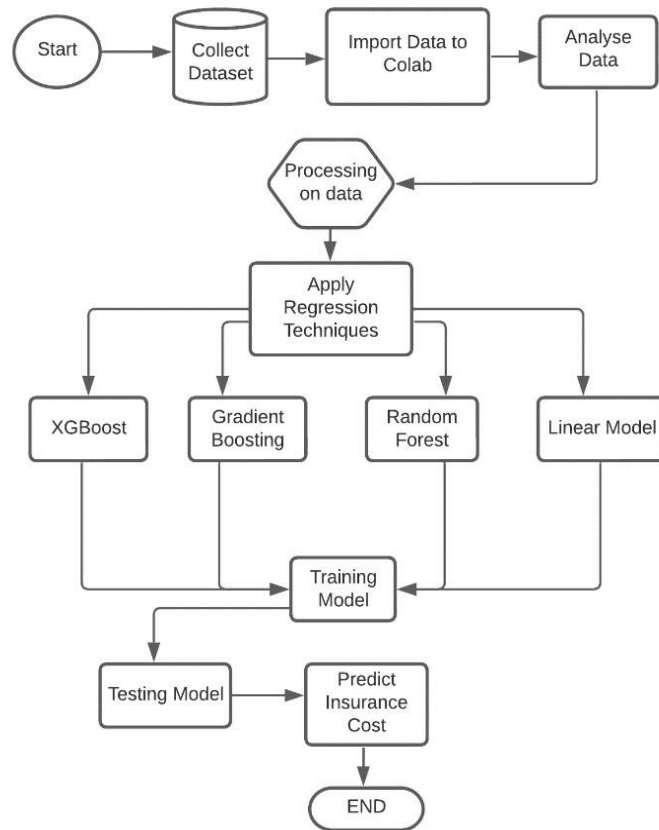 Start
Collect
Dataset
Import Data to
Colab
Analyse
Data
Processing
on data
Apply
Regression
Techniques
XGBoost
Gradient
Boosting
Random
Forest
Linear Model
Training
Model
Testing Model
Predict
Insurance
Cost
END